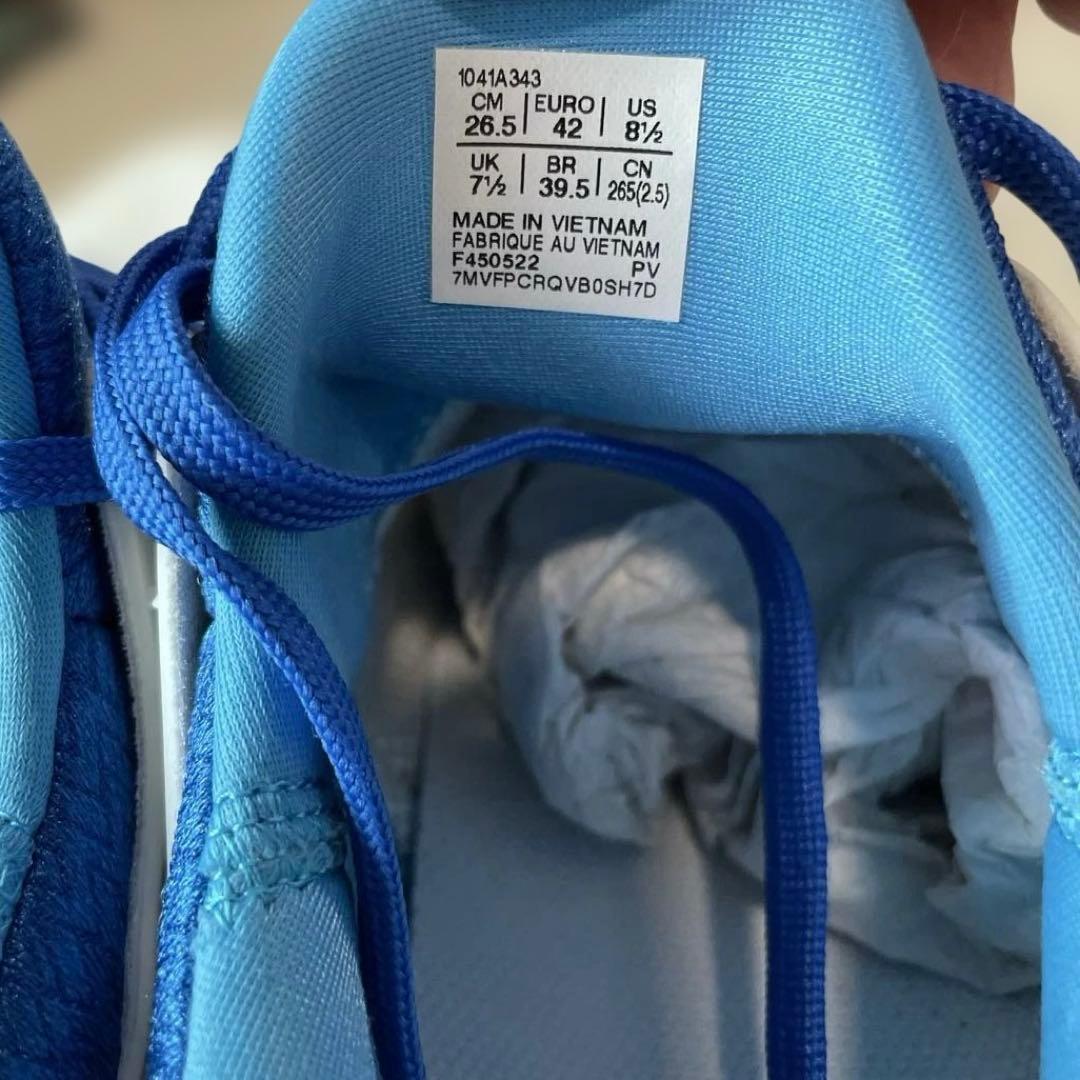 1041A343
CM | EURO | US
26.5 | 42 | 8½
UK | BR | CN
7½ | 39.5 | 265(2.5)
MADE IN VIETNAM
FABRIQUE AU VIETNAM
F450522 PV
7MVFPCRQVB0SH7D